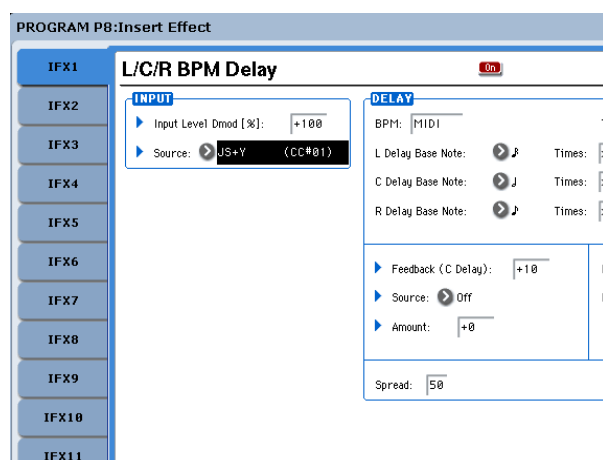 PROGRAM P8:Insert Effect
IFX1
IFX2
IFX3
IFX4
IFX5
IFX6
IFX7
IFX8
IFX9
IFX10
IFX11
L/C/R BPM Delay
On
INPUT
Input Level Dmod [%]: +100
Source: JS+Y (CC#01)
DELAY
BPM: MIDI
L Delay Base Note: ♪ Times:
C Delay Base Note: ♩ Times:
R Delay Base Note: ♪ Times:
Feedback (C Delay): +10
Source: Off
Amount: +0
Spread: 50